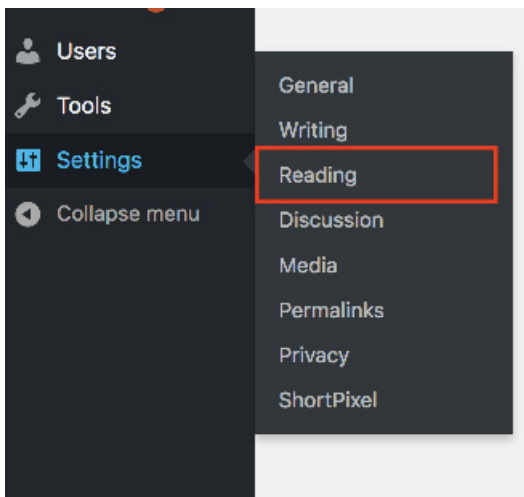 Users
Tools
Settings
Collapse menu
General
Writing
Reading
Discussion
Media
Permalinks
Privacy
ShortPixel